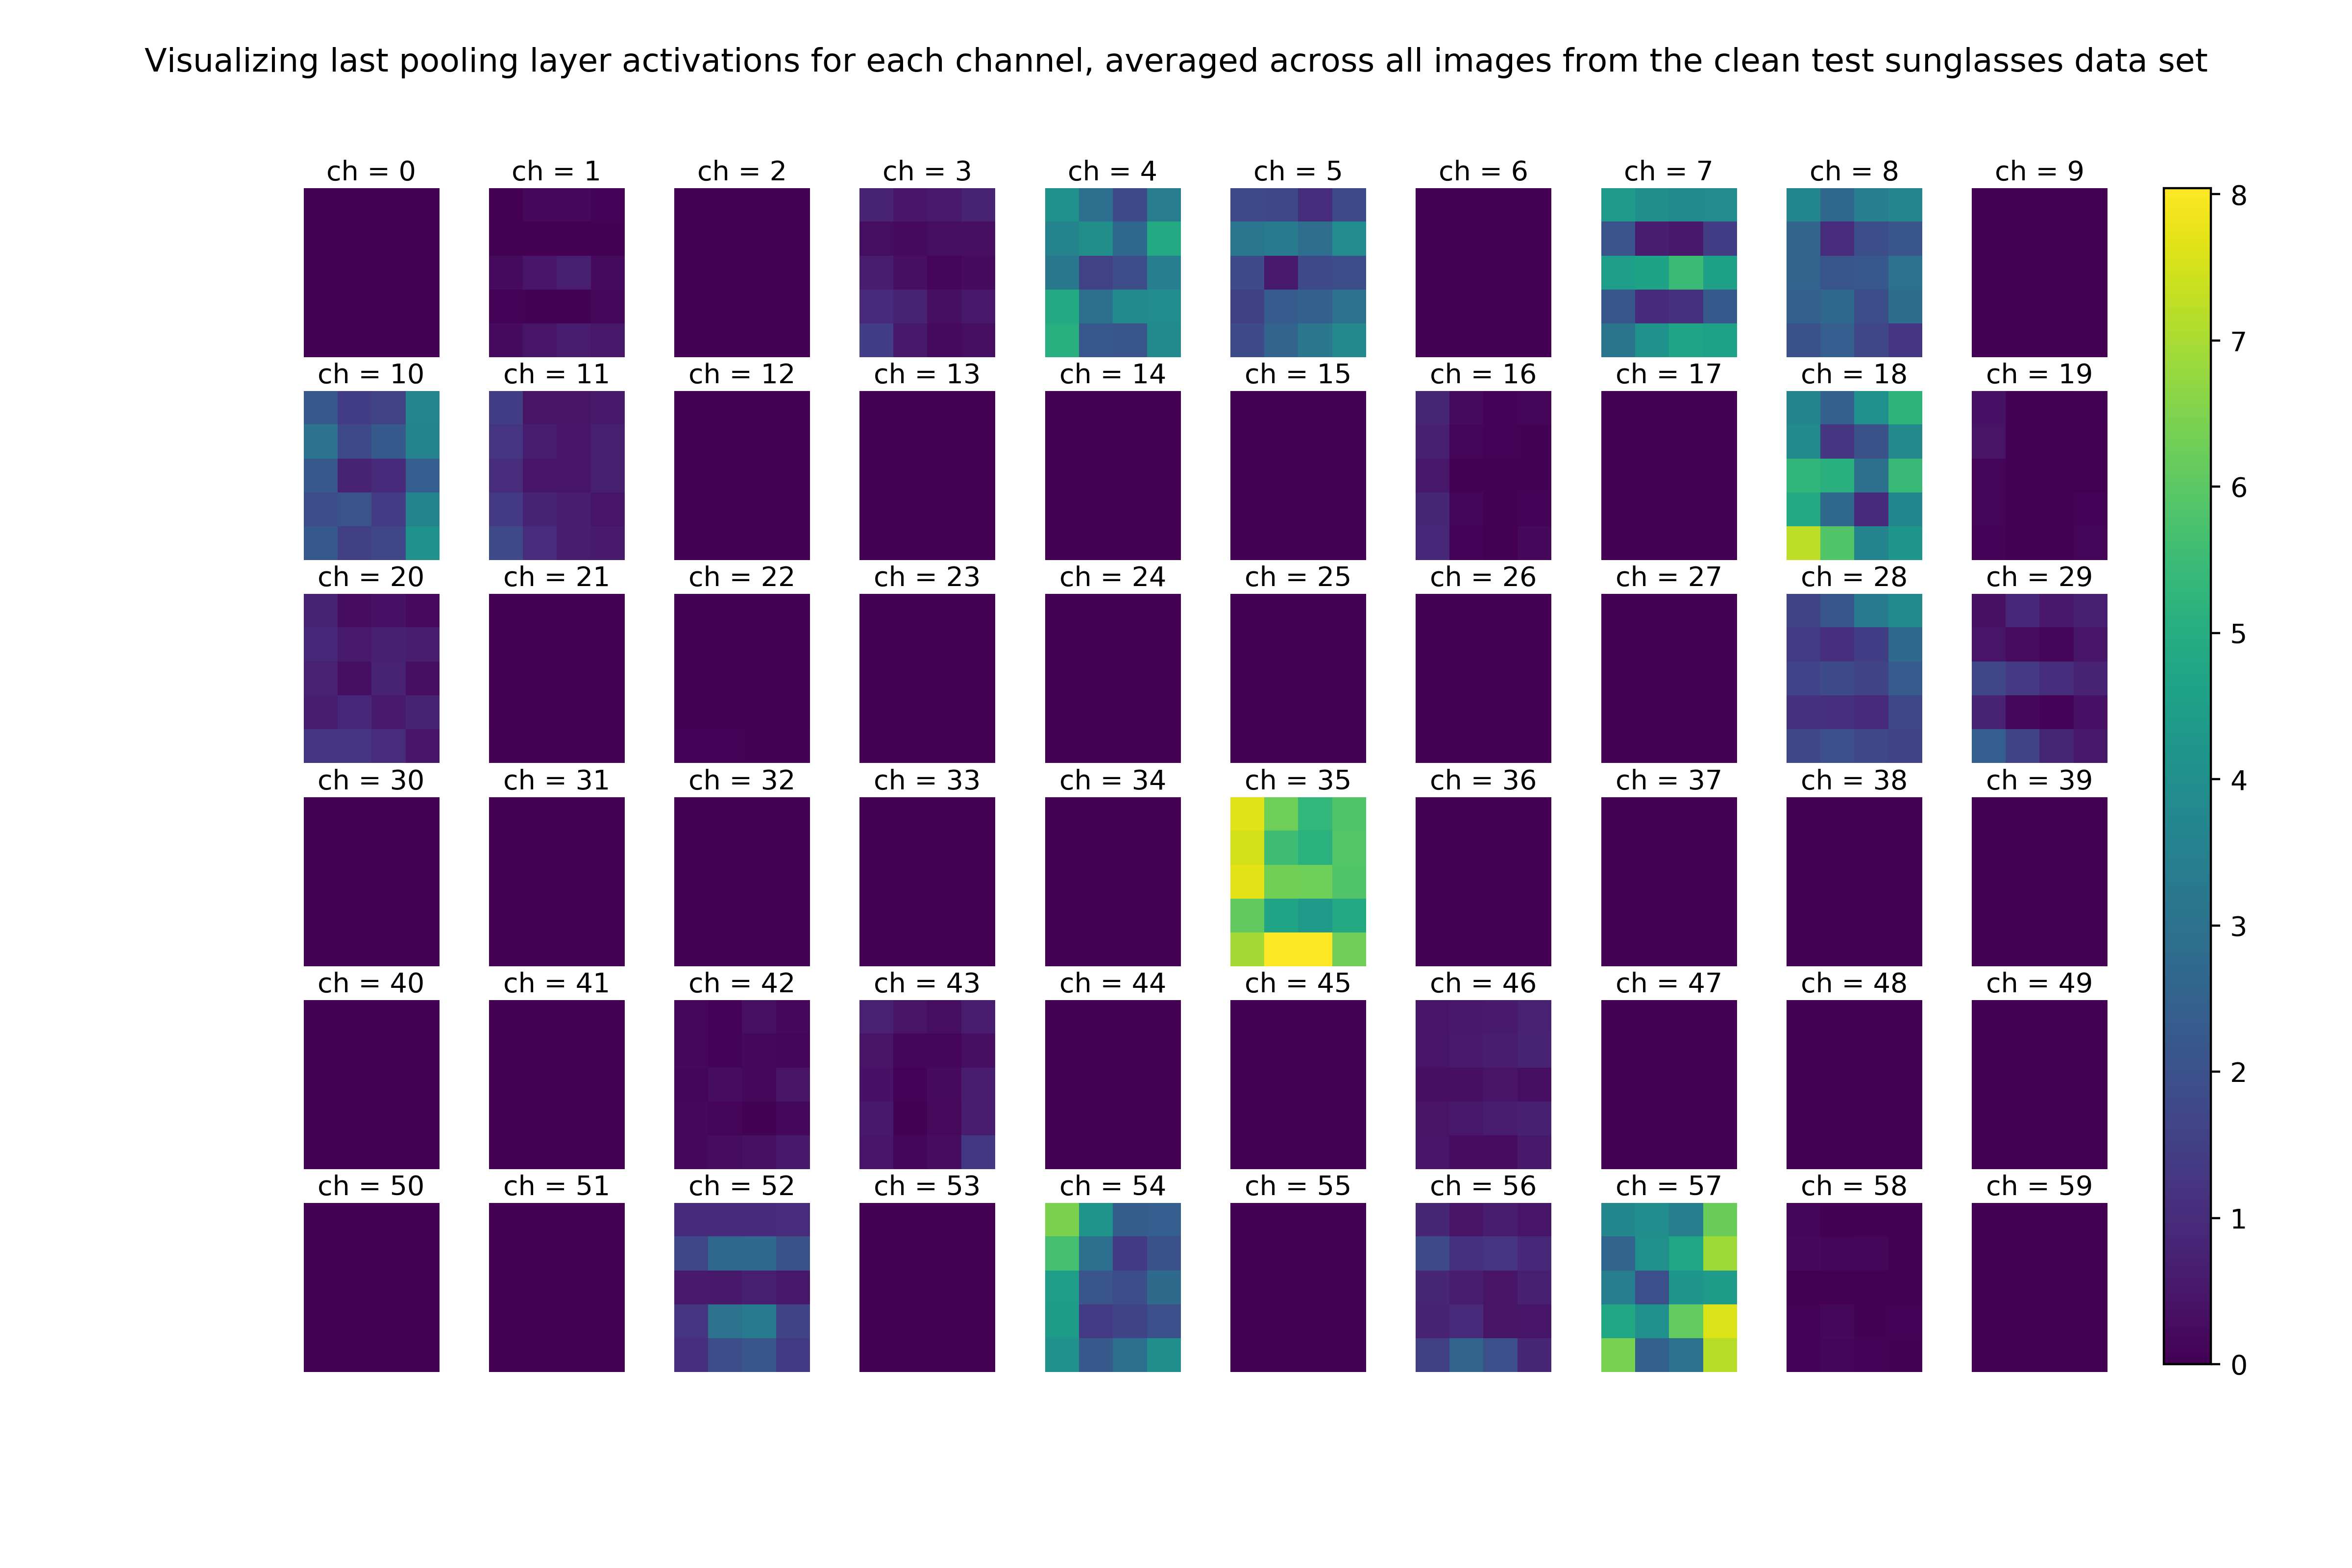 Visualizing last pooling layer activations for each channel, averaged across all images from the clean test sunglasses data set
ch = 0 ch = 1 ch = 2 ch = 3 ch = 4 ch = 5 ch = 6 ch = 7 ch = 8 ch = 9
ch = 10 ch = 11 ch = 12 ch = 13 ch = 14 ch = 15 ch = 16 ch = 17 ch = 18 ch = 19
ch = 20 ch = 21 ch = 22 ch = 23 ch = 24 ch = 25 ch = 26 ch = 27 ch = 28 ch = 29
ch = 30 ch = 31 ch = 32 ch = 33 ch = 34 ch = 35 ch = 36 ch = 37 ch = 38 ch = 39
ch = 40 ch = 41 ch = 42 ch = 43 ch = 44 ch = 45 ch = 46 ch = 47 ch = 48 ch = 49
ch = 50 ch = 51 ch = 52 ch = 53 ch = 54 ch = 55 ch = 56 ch = 57 ch = 58 ch = 59
8
7
6
5
4
3
2
1
0